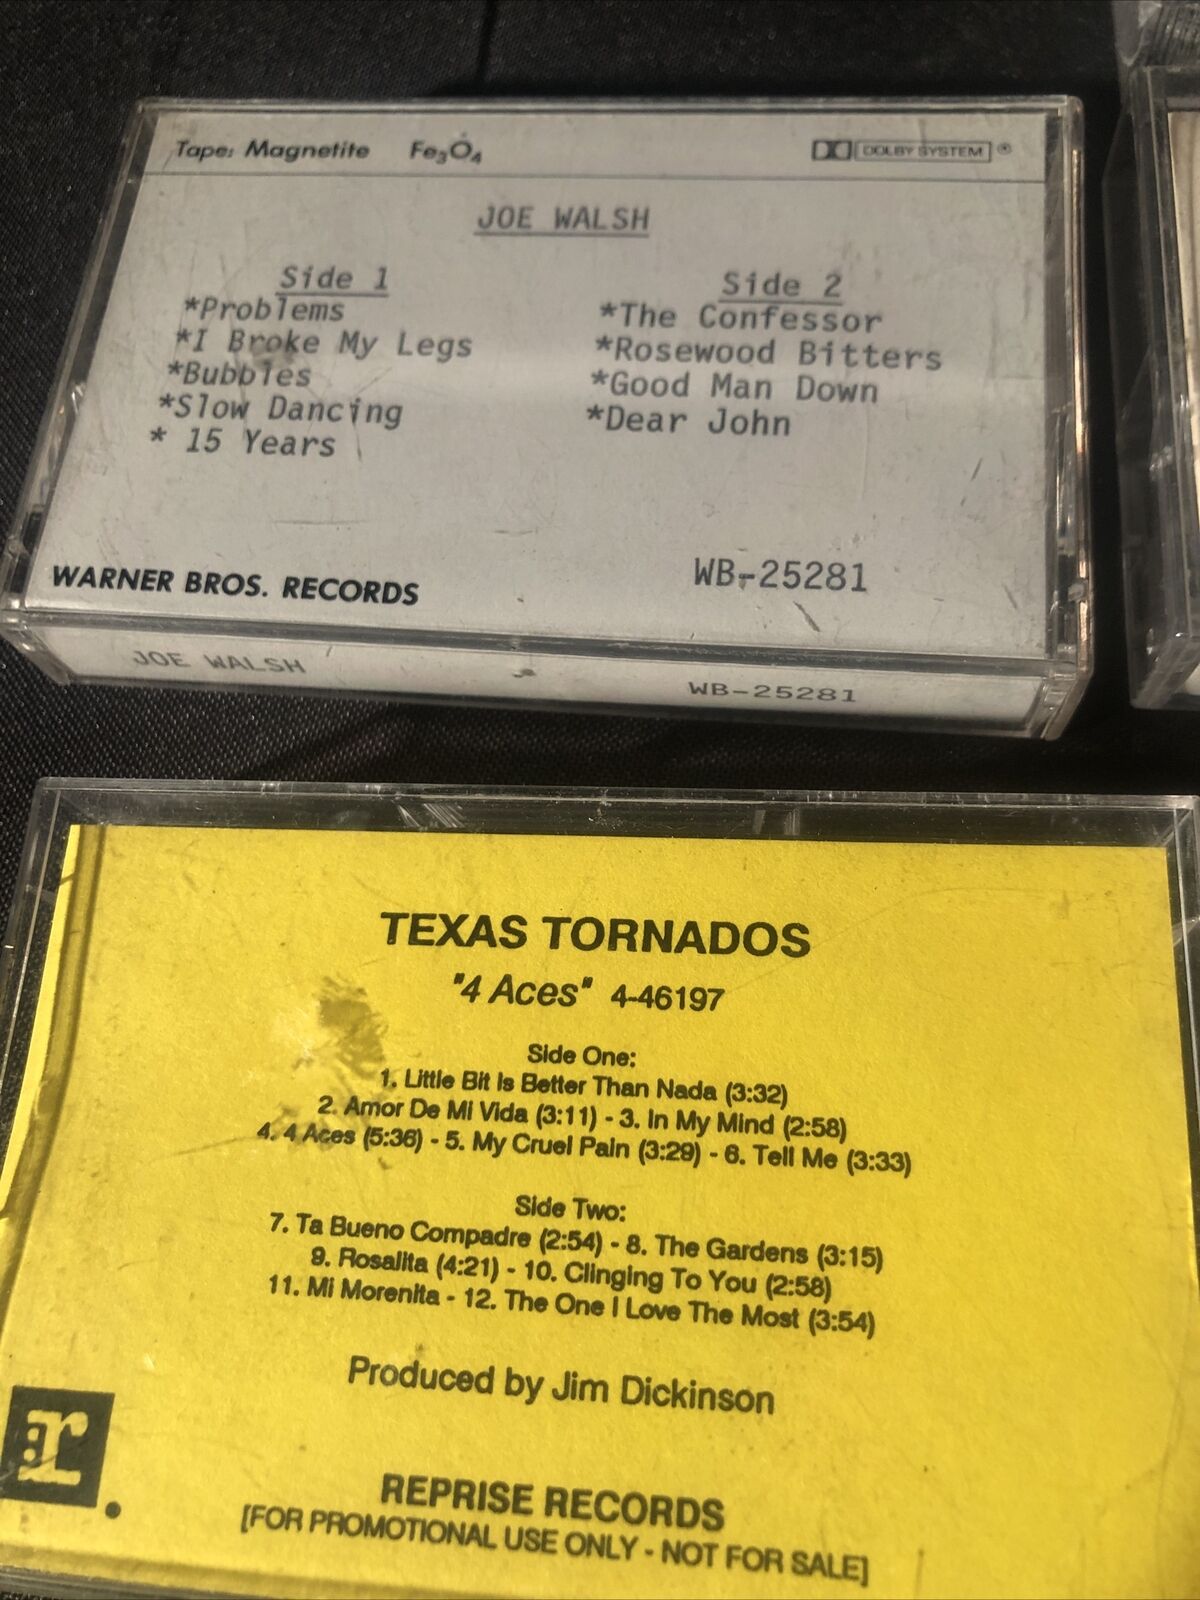 Tape: Magnetite Fe3O4 DOLBY SYSTEM ®
JOE WALSH
Side 1
*Problems
*I Broke My Legs
*Bubbles
*Slow Dancing
* 15 Years
Side 2
*The Confessor
*Rosewood Bitters
*Good Man Down
*Dear John
WARNER BROS. RECORDS WB-25281
JOE WALSH WB-25281
TEXAS TORNADOS
"4 Aces" 4-46197
Side One:
1. Little Bit Is Better Than Nada (3:32)
2. Amor De Mi Vida (3:11) - 3. In My Mind (2:58)
4. 4 Aces (5:36) - 5. My Cruel Pain (3:29) - 6. Tell Me (3:33)
Side Two:
7. Ta Bueno Compadre (2:54) - 8. The Gardens (3:15)
9. Rosalita (4:21) - 10. Clinging To You (2:58)
11. Mi Morenita - 12. The One I Love The Most (3:54)
Produced by Jim Dickinson
r
REPRISE RECORDS
[FOR PROMOTIONAL USE ONLY - NOT FOR SALE]